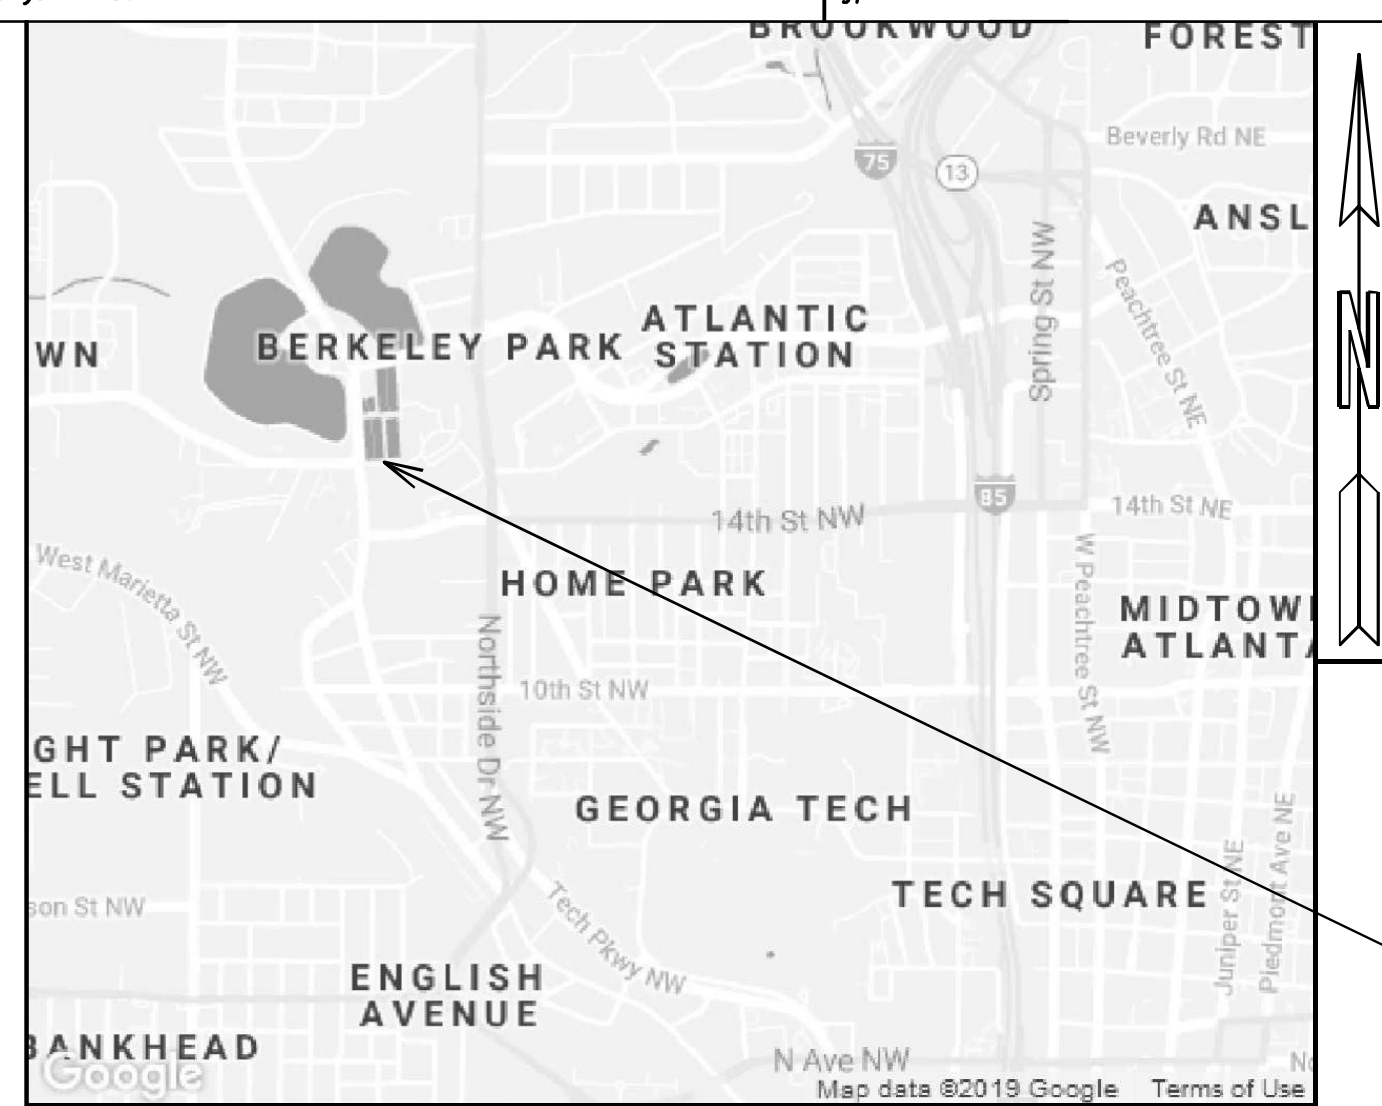 BROOKWOOD
FOREST
Beverly Rd NE
75
13
ANSL
Spring St NW
Peachtree St NE
ATLANTIC
STATION
BERKELEY PARK
WN
85
14th St NW
14th St NE
West Marietta St NW
HOME PARK
W Peachtree St NW
MIDTOW
ATLANTA
Northside Dr NW
10th St NW
GHT PARK/
ELL STATION
GEORGIA TECH
TECH SQUARE
Juniper St NE
Piedmont Ave NE
son St NW
Tech Pkwy NW
ENGLISH
AVENUE
BANKHEAD
Google
N Ave NW
No
Map data ©2019 Google
Terms of Use
N